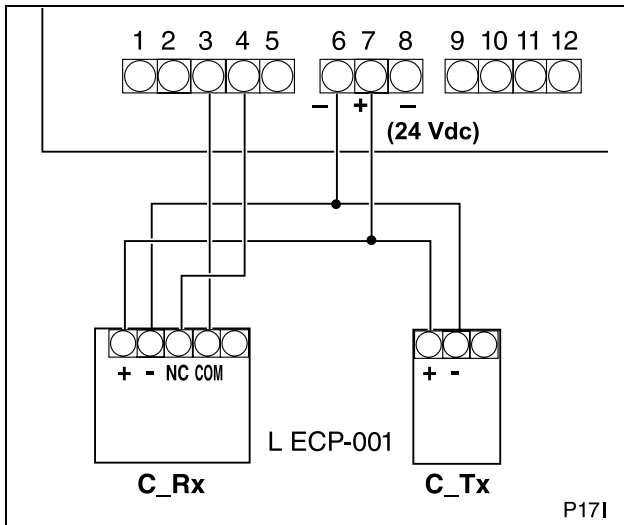 1 2 3 4 5 6 7 8 9 10 11 12
– + –
(24 Vdc)
+ - NC COM + -
L ECP-001
C_Rx C_Tx
P17I